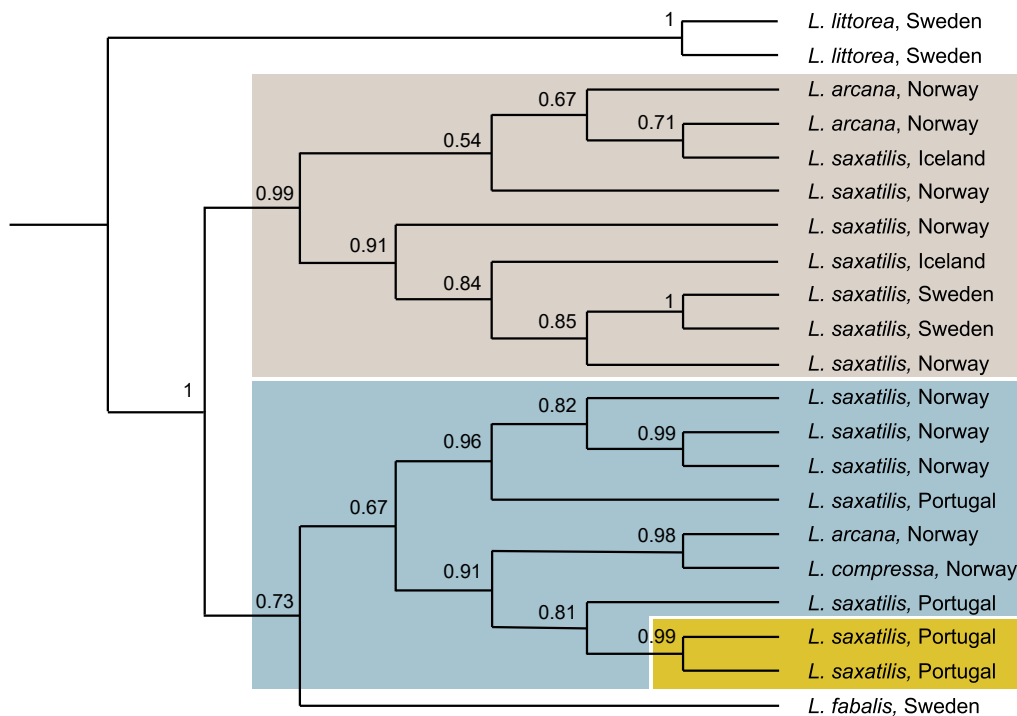 1
L. littorea, Sweden
L. littorea, Sweden
L. arcana, Norway
0.67
L. arcana, Norway
0.71
0.54
L. saxatilis, Iceland
0.99
L. saxatilis, Norway
L. saxatilis, Norway
0.91
L. saxatilis, Iceland
0.84
L. saxatilis, Sweden
1
0.85
L. saxatilis, Sweden
L. saxatilis, Norway
1
L. saxatilis, Norway
0.82
L. saxatilis, Norway
0.99
0.96
L. saxatilis, Norway
L. saxatilis, Portugal
0.67
L. arcana, Norway
0.98
L. compressa, Norway
0.91
L. saxatilis, Portugal
0.73
0.81
L. saxatilis, Portugal
0.99
L. saxatilis, Portugal
L. fabalis, Sweden